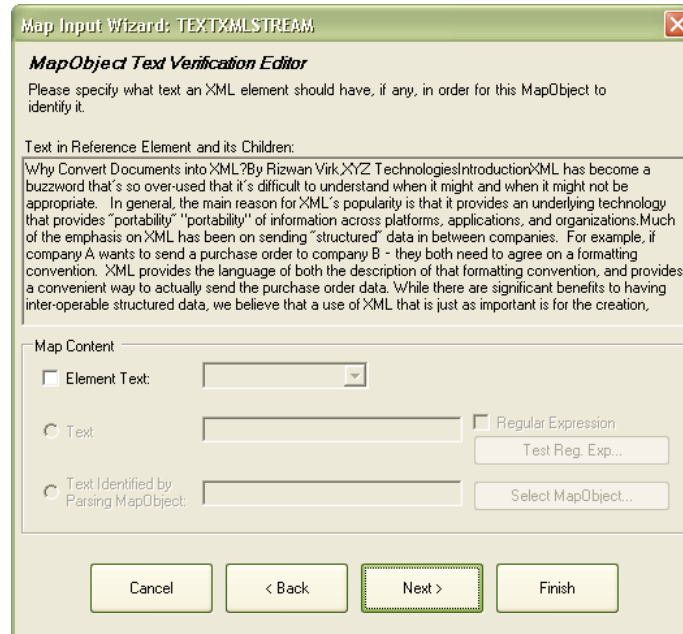 Map Input Wizard: TEXTXMLSTREAM
MapObject Text Verification Editor
Please specify what text an XML element should have, if any, in order for this MapObject to
identify it.
Text in Reference Element and its Children:
Why Convert Documents into XML?By Rizwan Virk,XYZ TechnologiesIntroductionXML has become a
buzzword that´s so over-used that it´s difficult to understand when it might and when it might not be
appropriate.   In general, the main reason for XML´s popularity is that it provides an underlying technology
that provides ˝portability˝ "portability" of information across platforms, applications, and organizations.Much
of the emphasis on XML has been on sending ˝structured˝ data in between companies.  For example, if
company A wants to send a purchase order to company B - they both need to agree on a formatting
convention.  XML provides the language of both the description of that formatting convention, and provides
a convenient way to actually send the purchase order data. While there are significant benefits to having
inter-operable structured data, we believe that a use of XML that is just as important is for the creation,
Map Content
Element Text:
Text
Regular Expression
Test Reg. Exp...
Text Identified by
Parsing MapObject:
Select MapObject...
Cancel
< Back
Next >
Finish